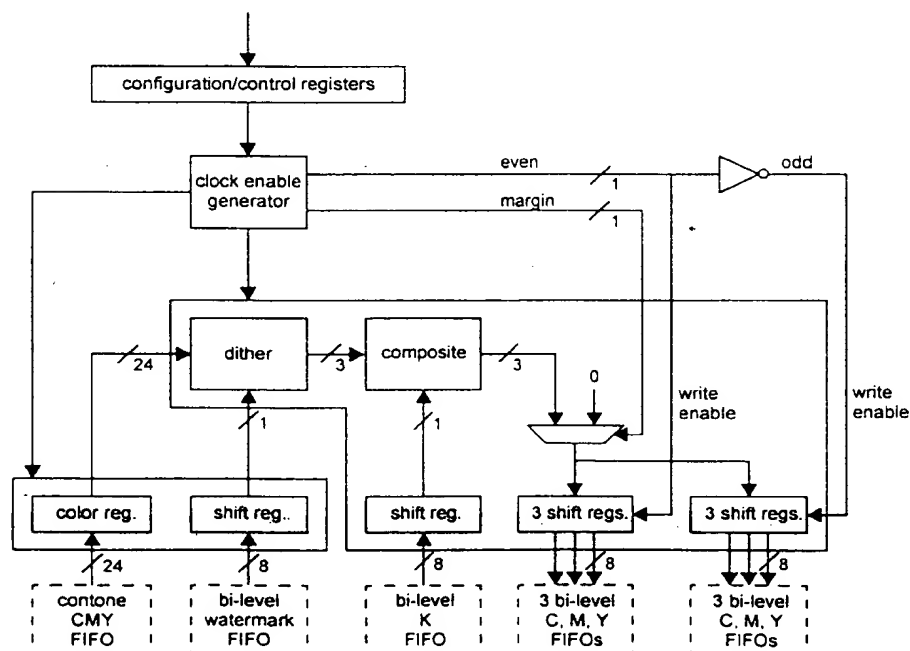 configuration/control registers
clock enable
generator
even
1
odd
margin
1
dither
composite
24
3
3
0
1
1
write
enable
write
enable
color reg.
shift reg..
shift reg.
3 shift regs.
3 shift regs.
24
8
8
8
8
contone
CMY
FIFO
bi-level
watermark
FIFO
bi-level
K
FIFO
3 bi-level
C, M, Y
FIFOs
3 bi-level
C, M, Y
FIFOs